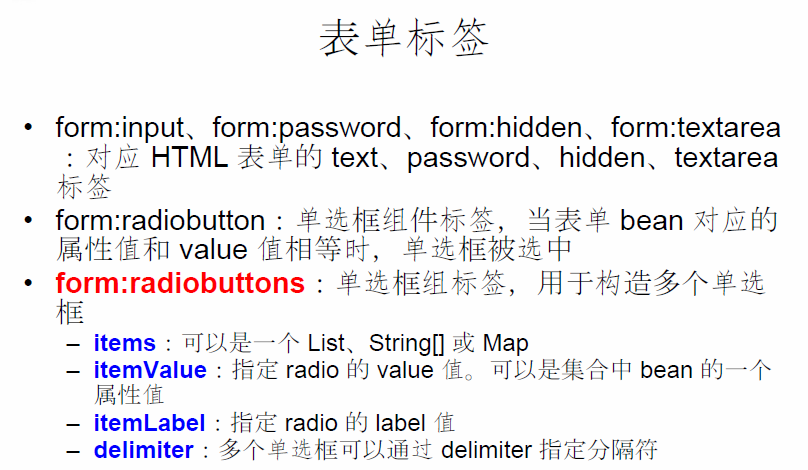 表单标签
• form:input、form:password、form:hidden、form:textarea
：对应 HTML 表单的 text、password、hidden、textarea
标签
• form:radiobutton：单选框组件标签，当表单 bean 对应的
属性值和 value 值相等时，单选框被选中
• form:radiobuttons：单选框组标签，用于构造多个单选
框
– items：可以是一个 List、String[] 或 Map
– itemValue：指定 radio 的 value 值。可以是集合中 bean 的一个
属性值
– itemLabel：指定 radio 的 label 值
– delimiter：多个单选框可以通过 delimiter 指定分隔符